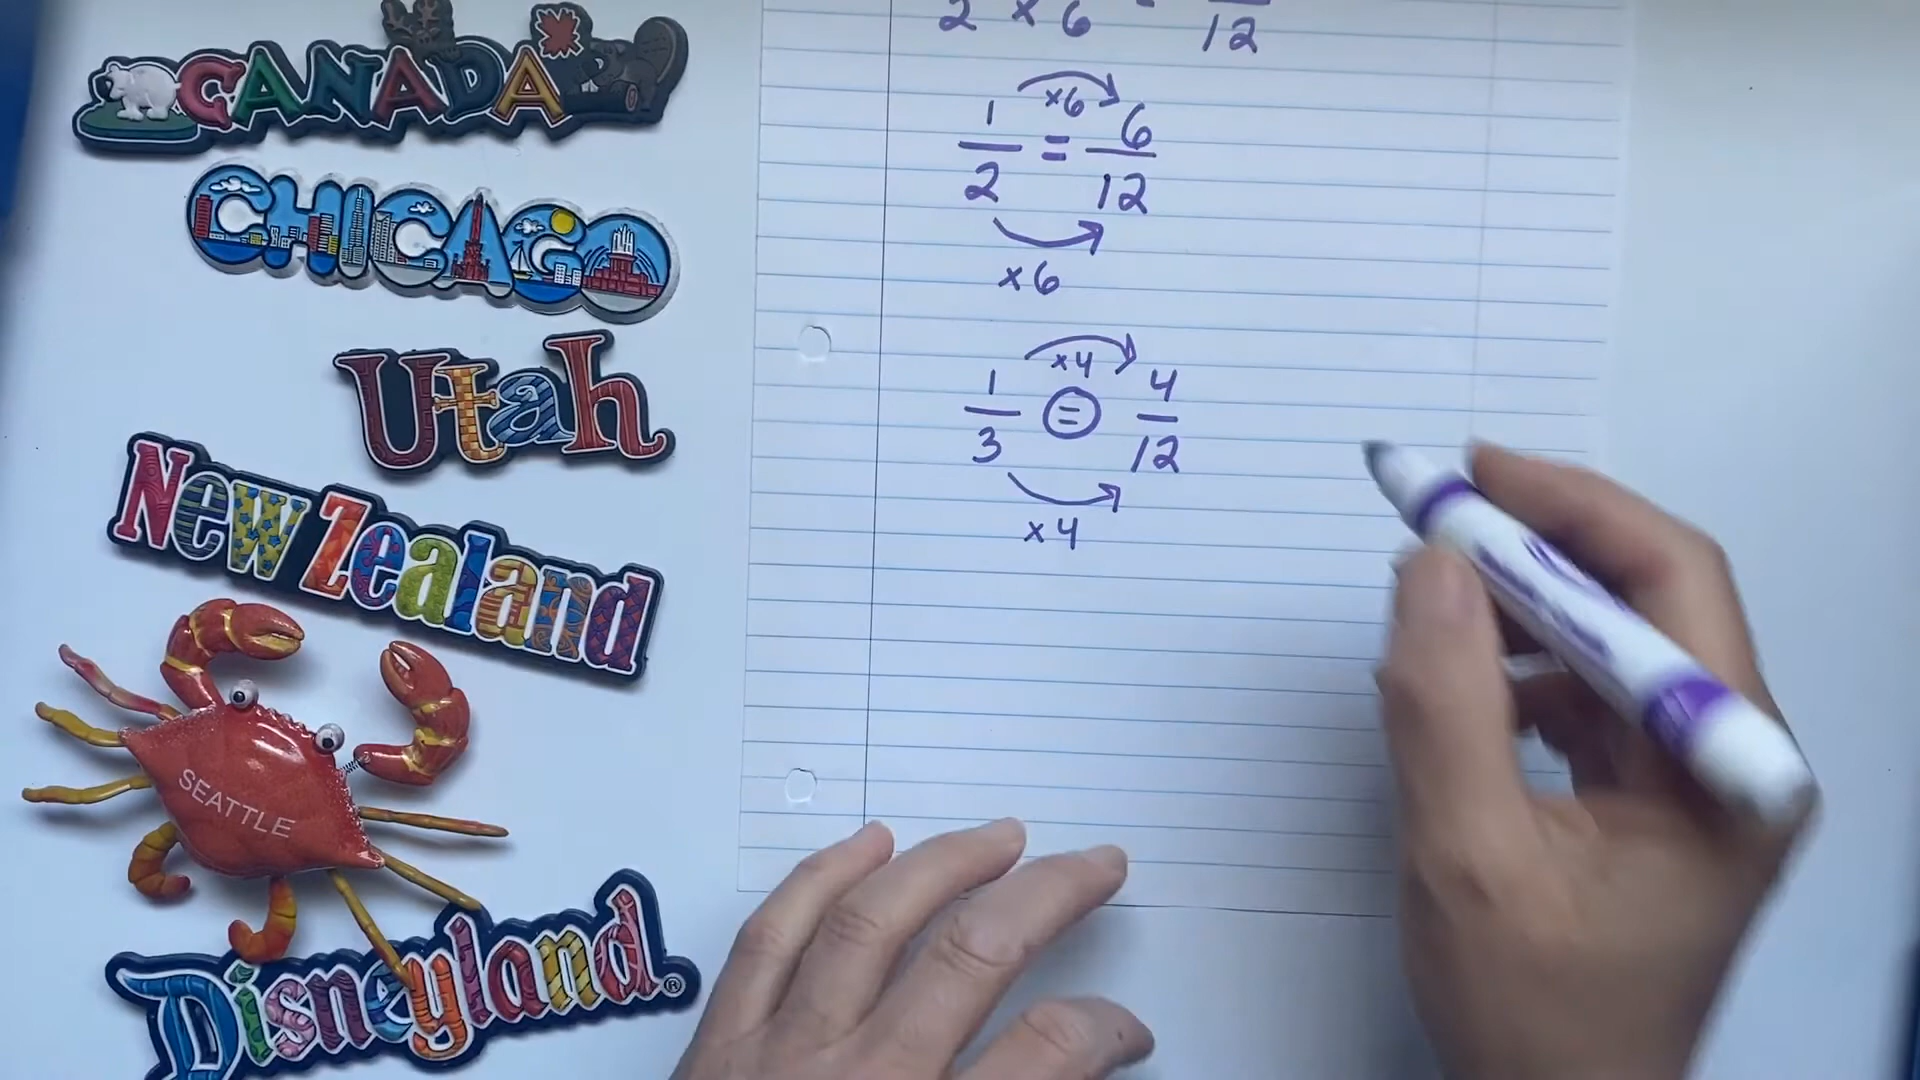 CANADA
CHICAGO
Utah
New Zealand
SEATTLE
Disneyland®
2 × 6
12
×6
1 = 6
2 12
×6
×4
1 = 4
3 12
×4